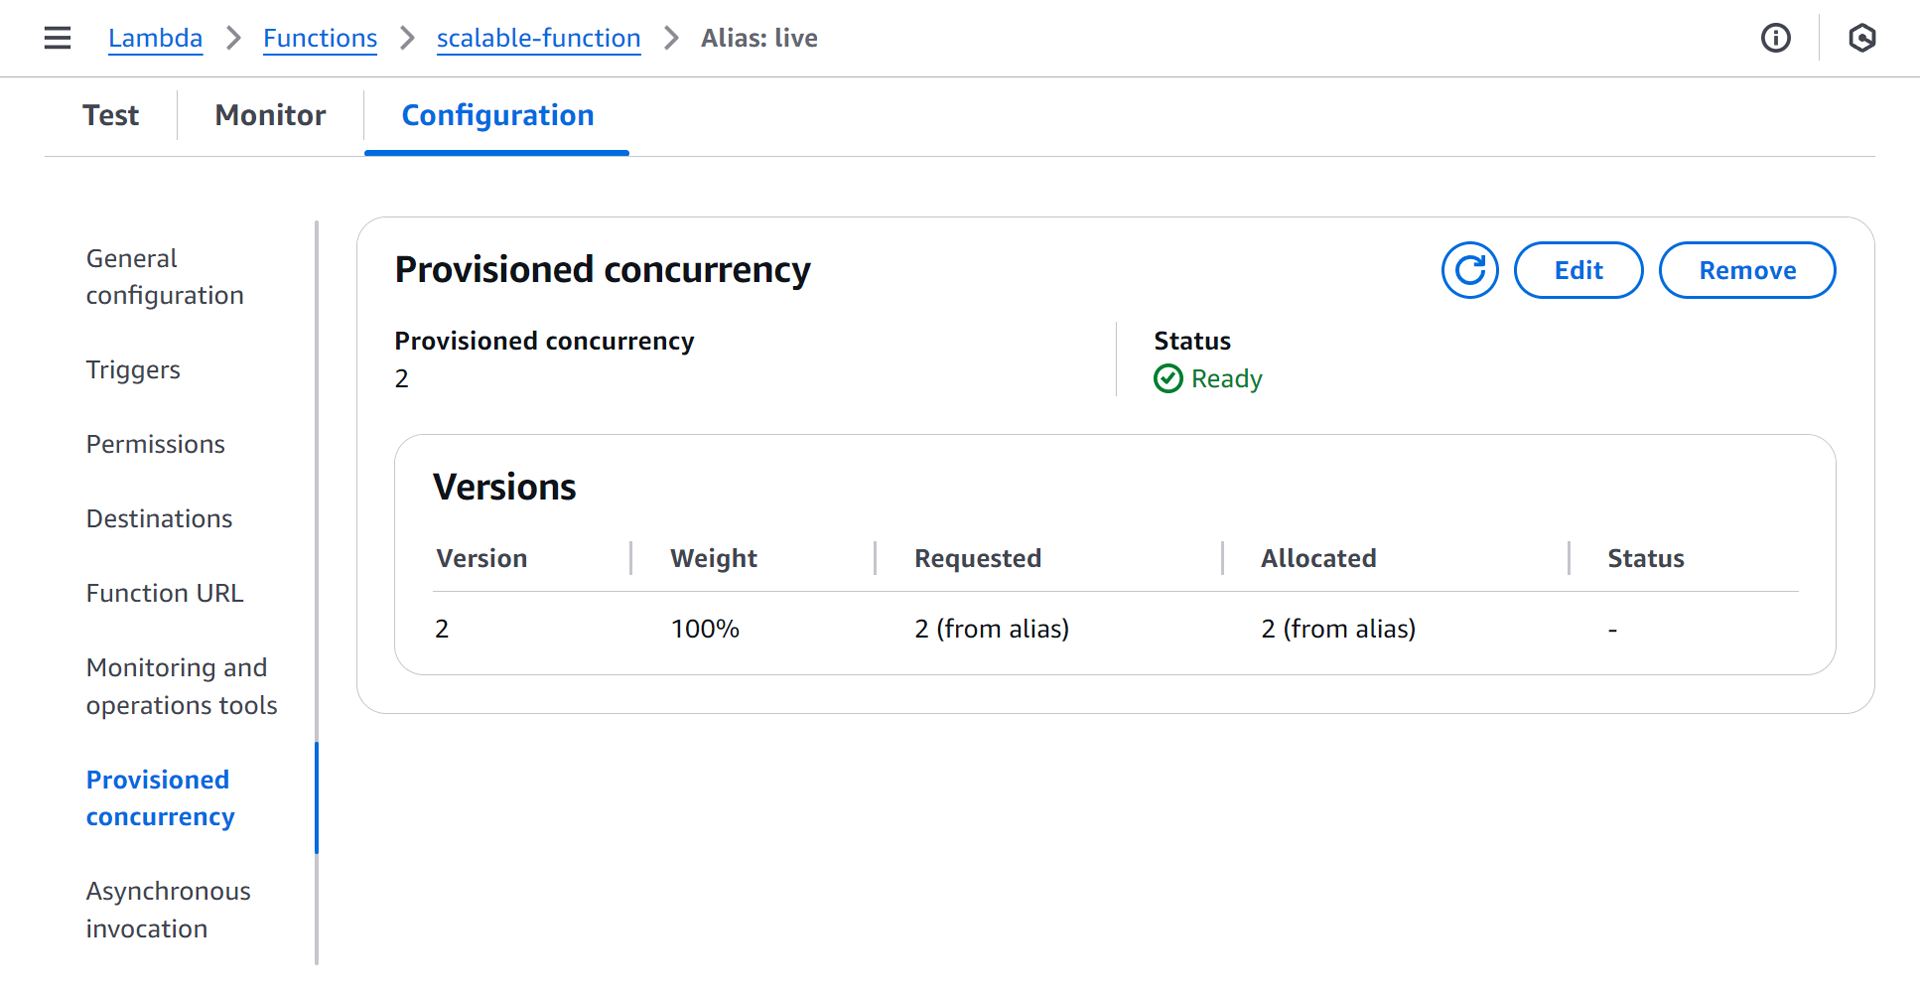 Lambda > Functions > scalable-function > Alias: live
Test Monitor Configuration
General
configuration
Triggers
Permissions
Destinations
Function URL
Monitoring and
operations tools
Provisioned
concurrency
Asynchronous
invocation
Provisioned concurrency
Edit Remove
Provisioned concurrency
2
Status
Ready
Versions
Version Weight Requested Allocated Status
2 100% 2 (from alias) 2 (from alias) -